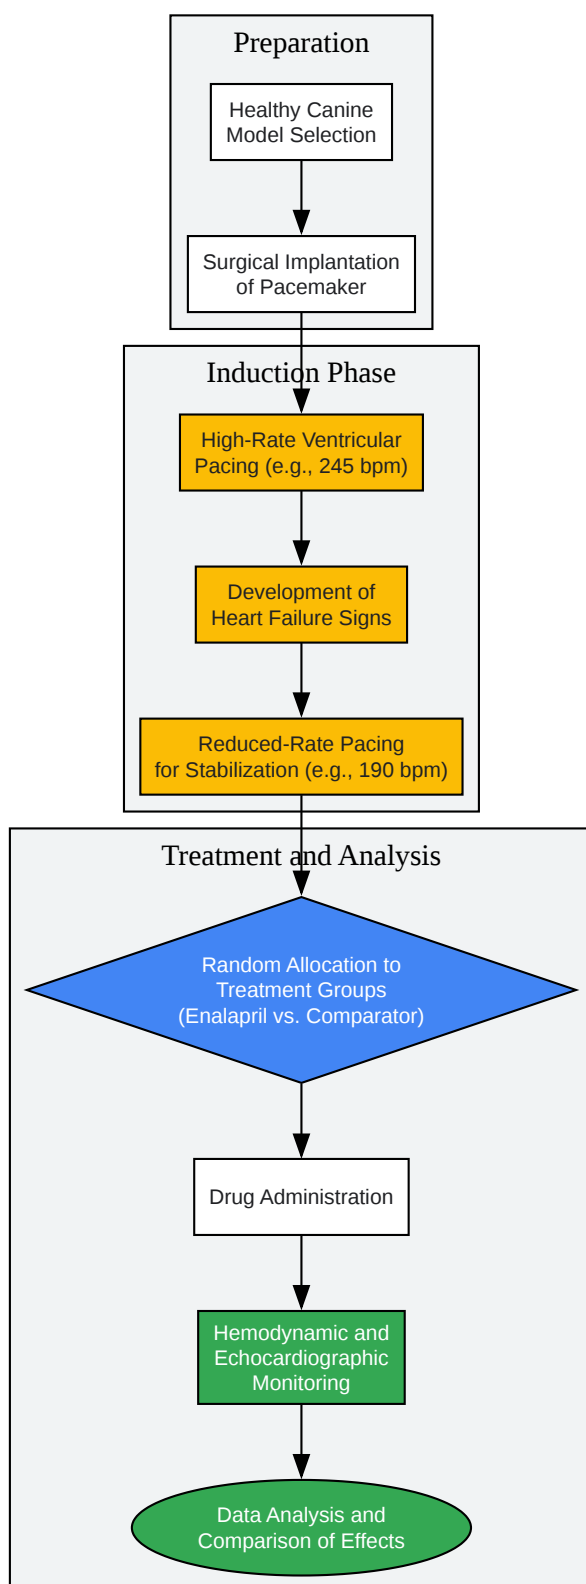 Preparation
Healthy Canine
Model Selection
Surgical Implantation
of Pacemaker
Induction Phase
High-Rate Ventricular
Pacing (e.g., 245 bpm)
Development of
Heart Failure Signs
Reduced-Rate Pacing
for Stabilization (e.g., 190 bpm)
Treatment and Analysis
Random Allocation to
Treatment Groups
(Enalapril vs. Comparator)
Drug Administration
Hemodynamic and
Echocardiographic
Monitoring
Data Analysis and
Comparison of Effects